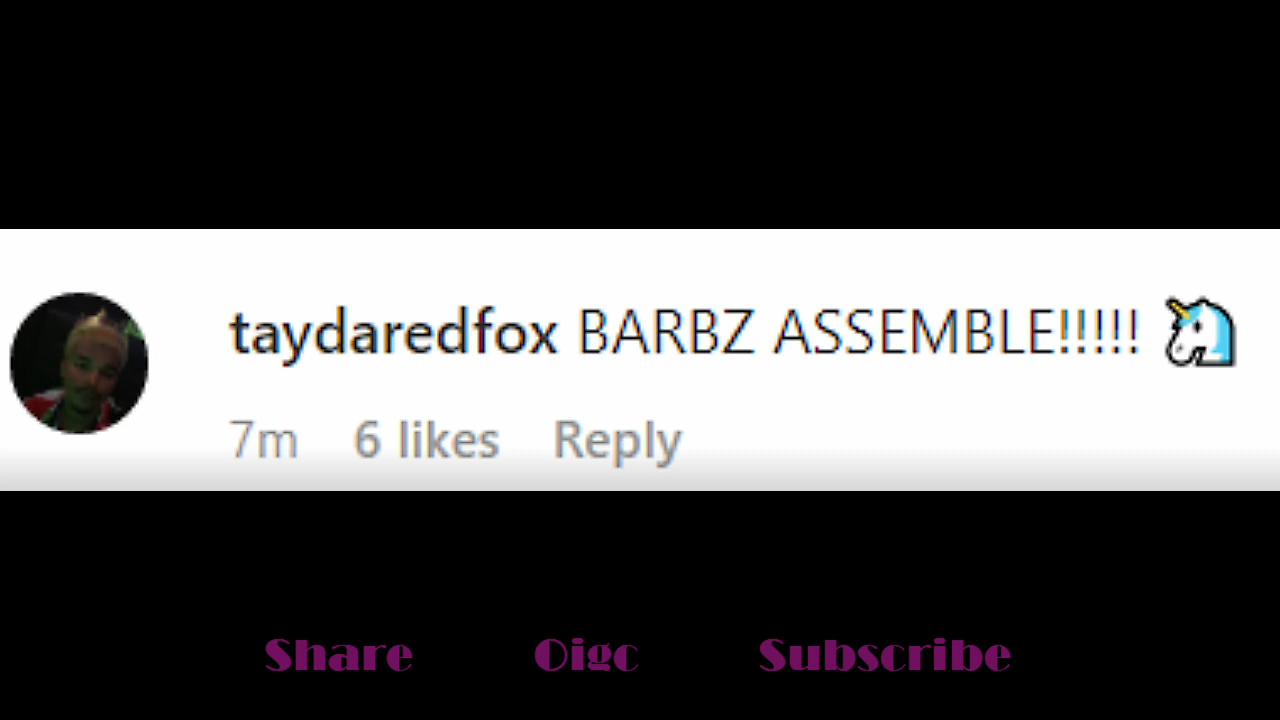 taydaredfox BARBZ ASSEMBLE!!!!! 🦄
7m 6 likes Reply
Share Oigc Subscribe